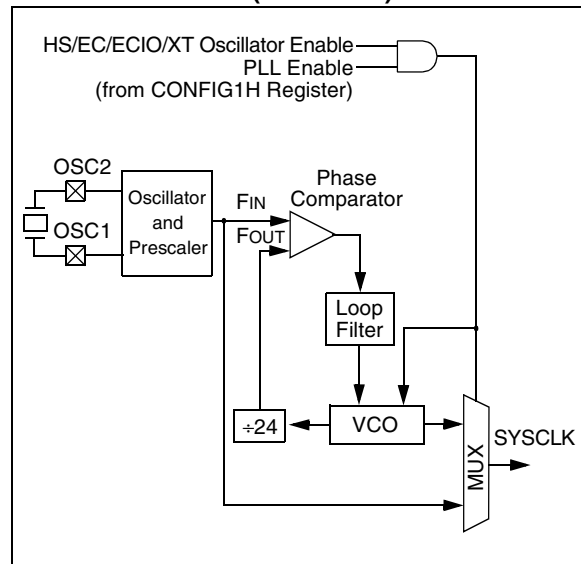 HS/EC/ECIO/XT Oscillator Enable
PLL Enable
(from CONFIG1H Register)
OSC2
OSC1
Oscillator
and
Prescaler
FIN
FOUT
Phase
Comparator
Loop
Filter
÷24
VCO
MUX
SYSCLK